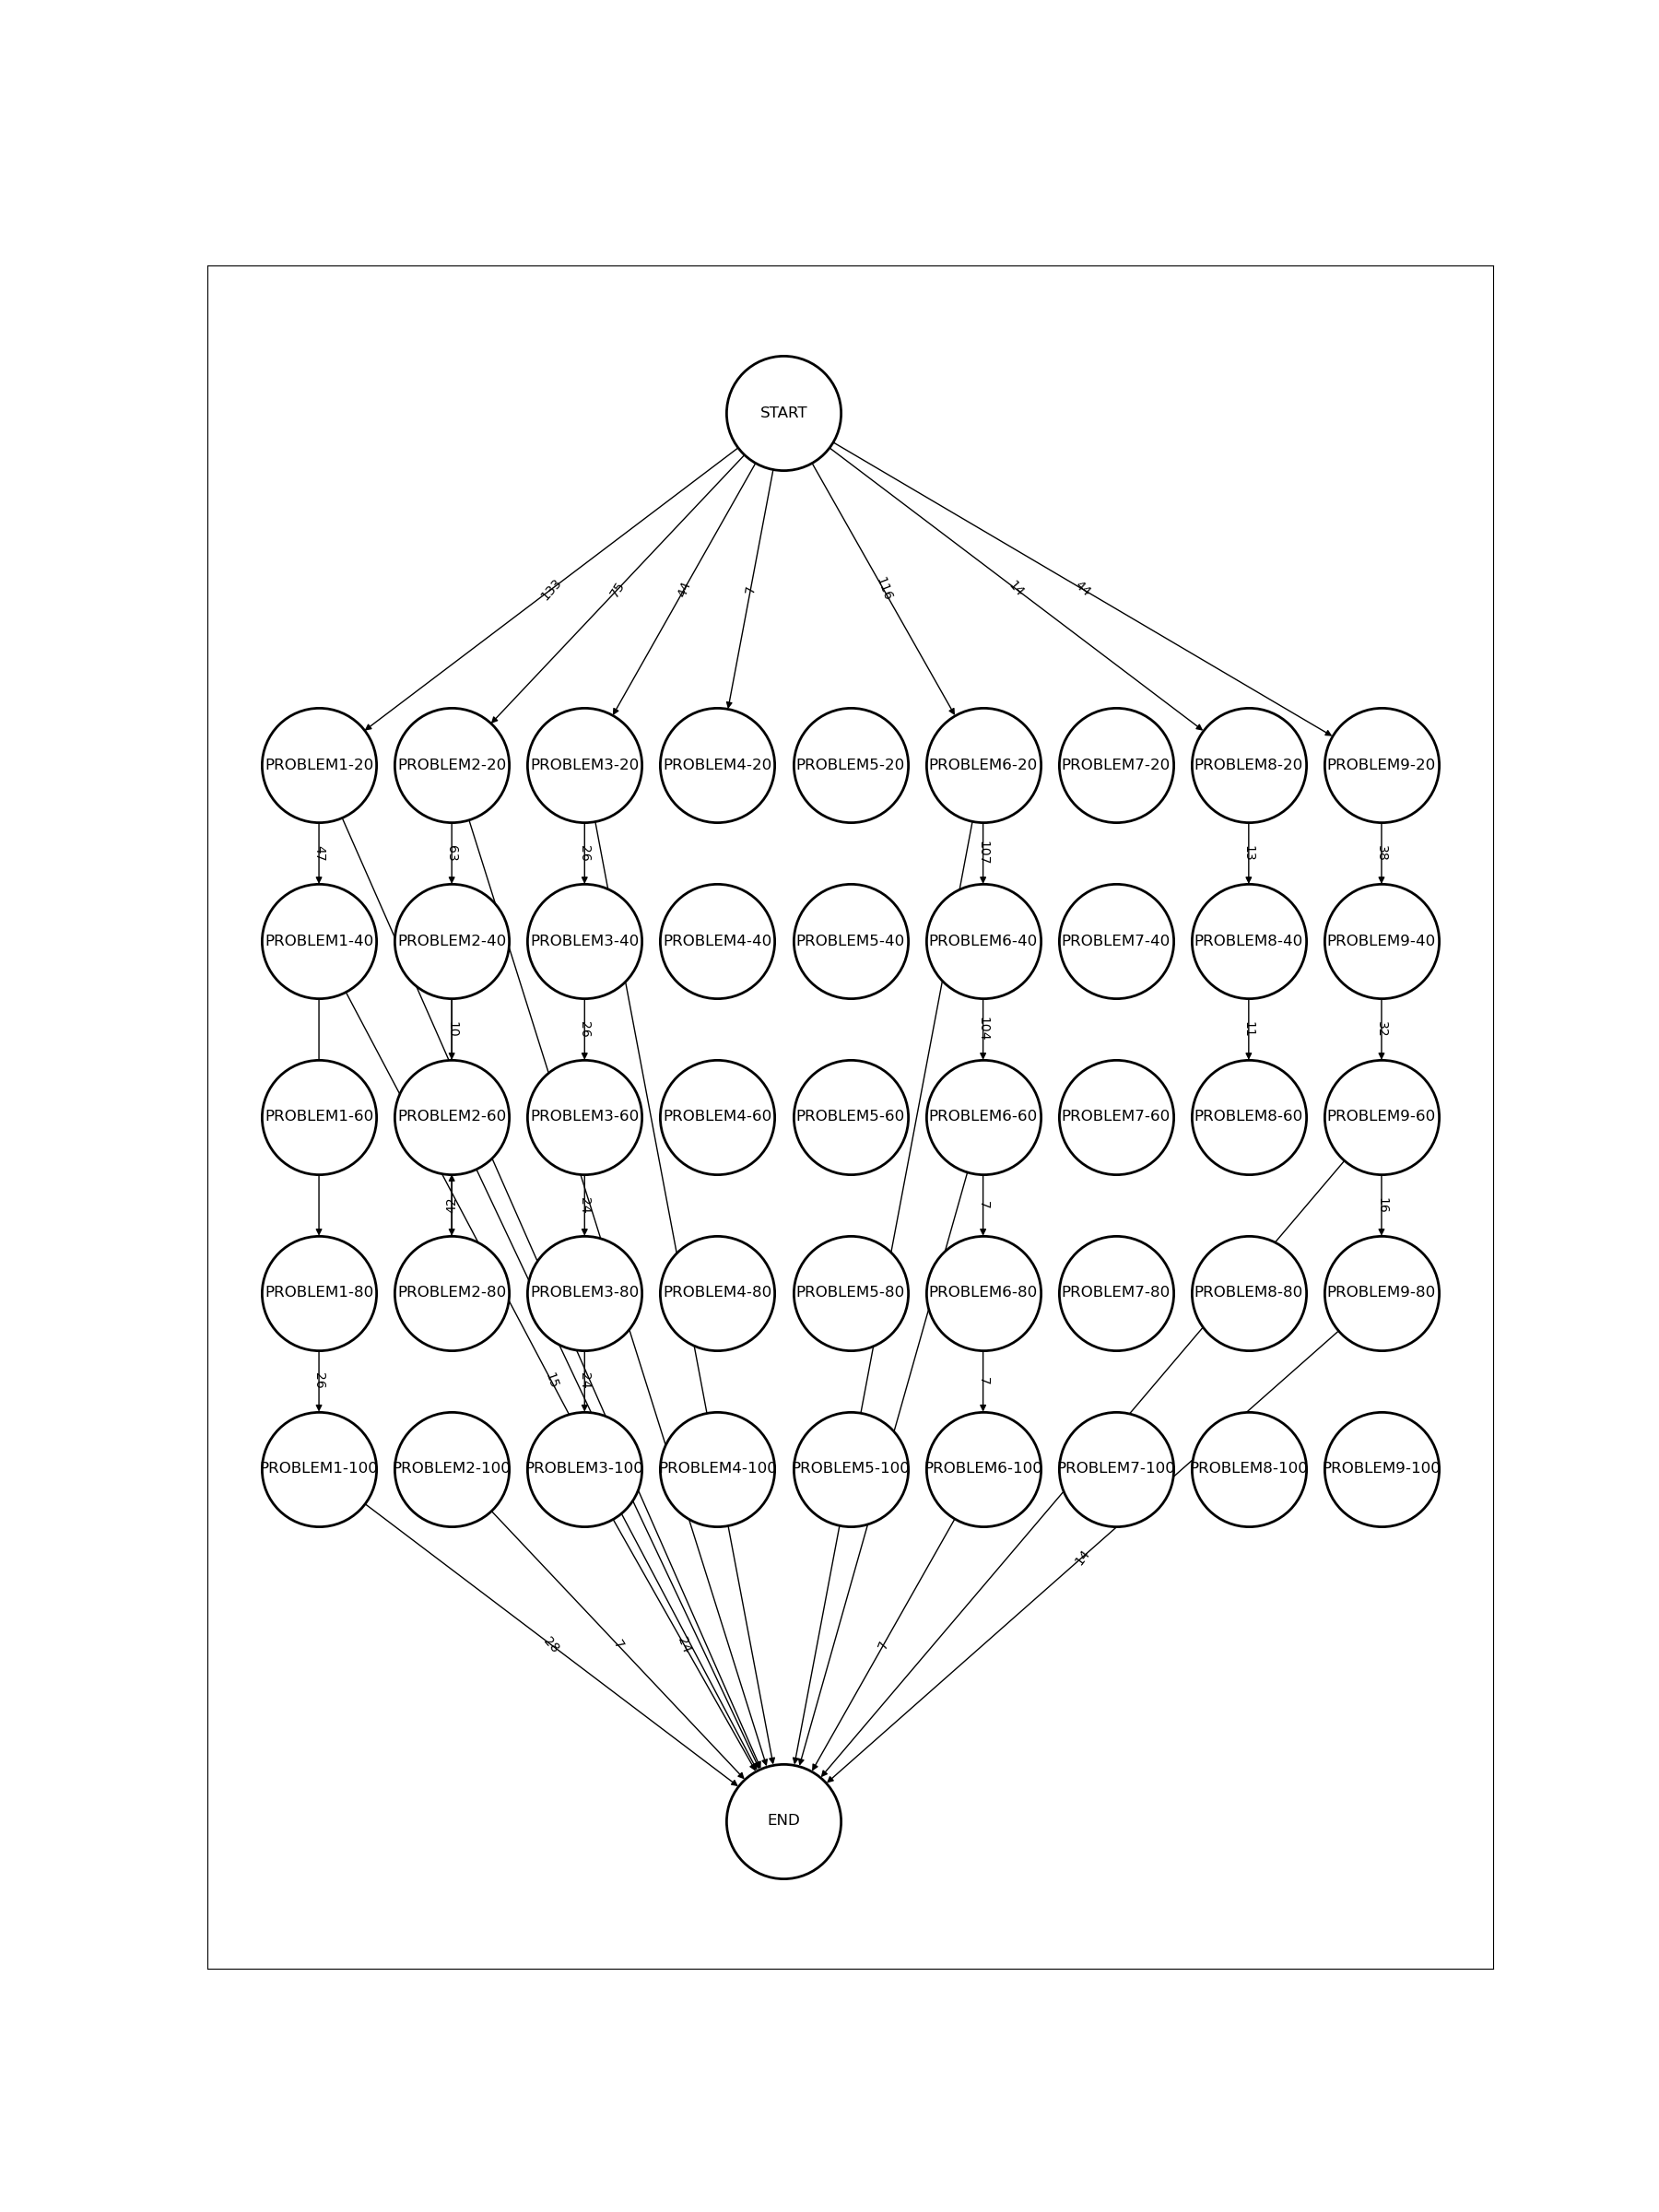 START
133 75 44 7 116 14 44
PROBLEM1-20 PROBLEM2-20 PROBLEM3-20 PROBLEM4-20 PROBLEM5-20 PROBLEM6-20 PROBLEM7-20 PROBLEM8-20 PROBLEM9-20
47 63 26 107 13 38
PROBLEM1-40 PROBLEM2-40 PROBLEM3-40 PROBLEM4-40 PROBLEM5-40 PROBLEM6-40 PROBLEM7-40 PROBLEM8-40 PROBLEM9-40
10 26 104 11 32
PROBLEM1-60 PROBLEM2-60 PROBLEM3-60 PROBLEM4-60 PROBLEM5-60 PROBLEM6-60 PROBLEM7-60 PROBLEM8-60 PROBLEM9-60
24 7 16
PROBLEM1-80 PROBLEM2-80 PROBLEM3-80 PROBLEM4-80 PROBLEM5-80 PROBLEM6-80 PROBLEM7-80 PROBLEM8-80 PROBLEM9-80
26 15 24 7
PROBLEM1-100 PROBLEM2-100 PROBLEM3-100 PROBLEM4-100 PROBLEM5-100 PROBLEM6-100 PROBLEM7-100 PROBLEM8-100 PROBLEM9-100
14
28 7 24 7
END